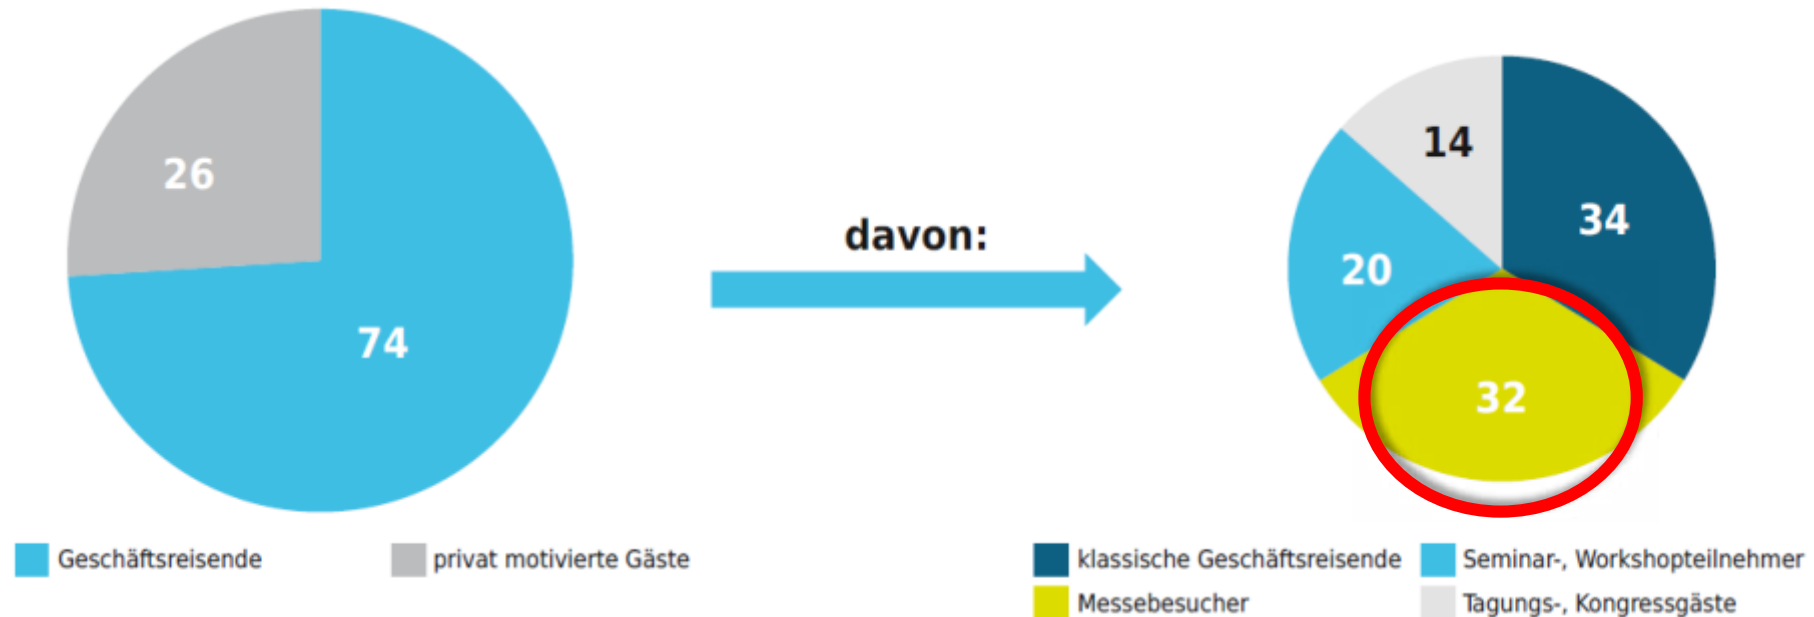 26
74
davon:
14
34
20
32
Geschäftsreisende
privat motivierte Gäste
klassische Geschäftsreisende
Seminar-, Workshopteilnehmer
Messebesucher
Tagungs-, Kongressgäste